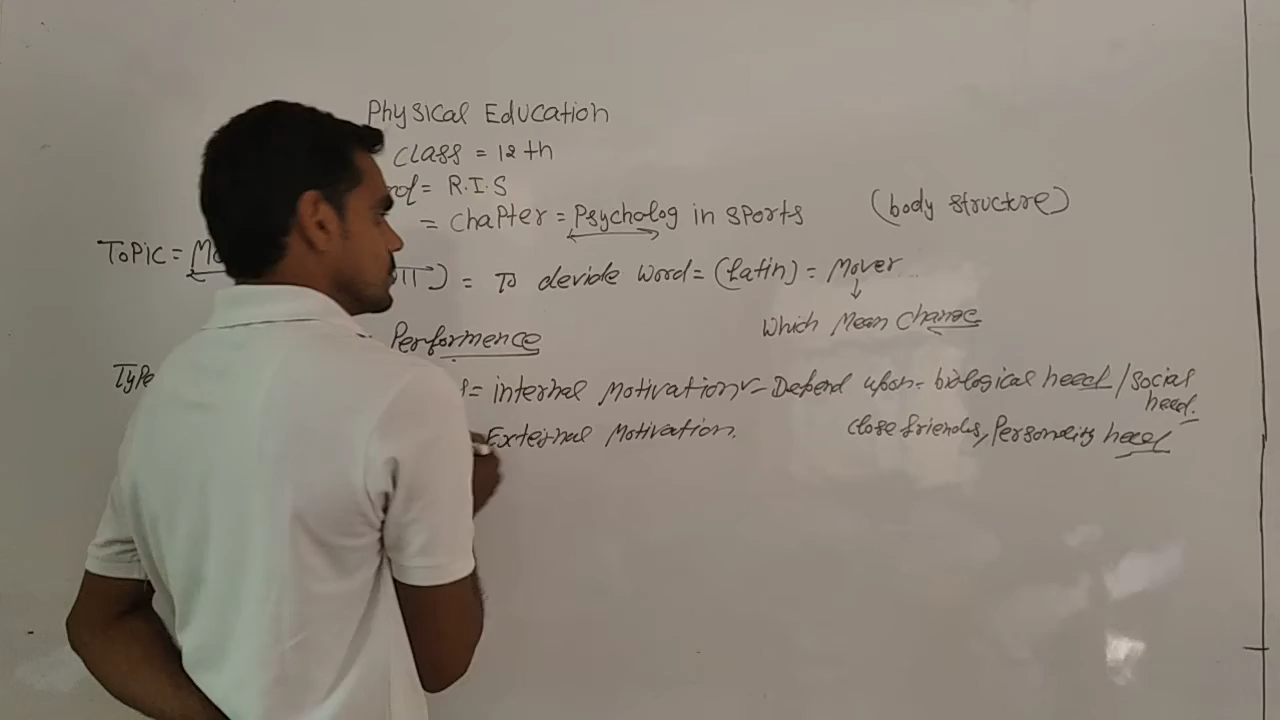 Physical Education
Class = 12th
= R.I.S
= Chapter = Psycholog in sports (body structure)
Topic =
= To devide word = (Latin) = Mover
↓
Which Mean Change
Performence
Type = internal Motivation = Depend upon = biological need / social need.
External Motivation. Close friends, Personality need